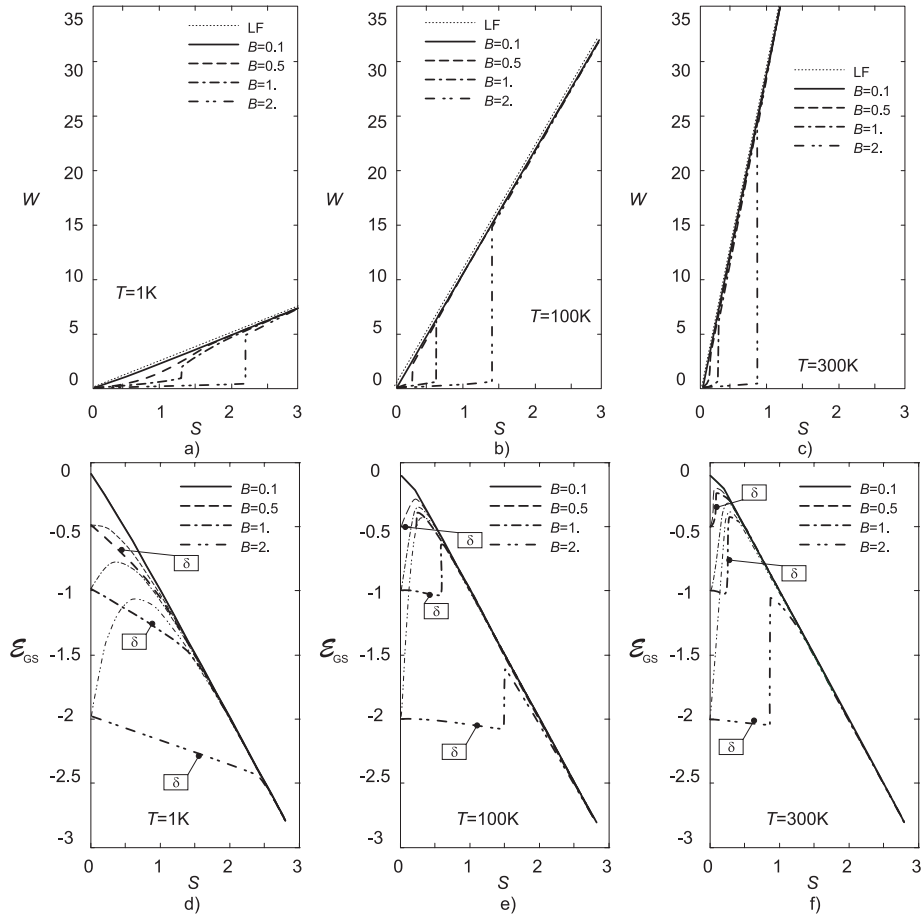 35
30
25
20
15
10
5
0
W
LF
B=0.1
B=0.5
B=1.
B=2.
T=1K
0 1 2 3
S
a)
35
30
25
20
15
10
5
0
W
LF
B=0.1
B=0.5
B=1.
B=2.
T=100K
0 1 2 3
S
b)
35
30
25
20
15
10
5
0
W
LF
B=0.1
B=0.5
B=1.
B=2.
T=300K
0 1 2 3
S
c)
0
-0.5
-1
-1.5
-2
-2.5
-3
ℰGS
B=0.1
B=0.5
B=1.
B=2.
δ
δ
δ
T=1K
0 1 2 3
S
d)
0
-0.5
-1
-1.5
-2
-2.5
-3
ℰGS
B=0.1
B=0.5
B=1.
B=2.
δ
δ
δ
T=100K
0 1 2 3
S
e)
0
-0.5
-1
-1.5
-2
-2.5
-3
ℰGS
B=0.1
B=0.5
B=1.
B=2.
δ
δ
δ
T=300K
0 1 2 3
S
f)